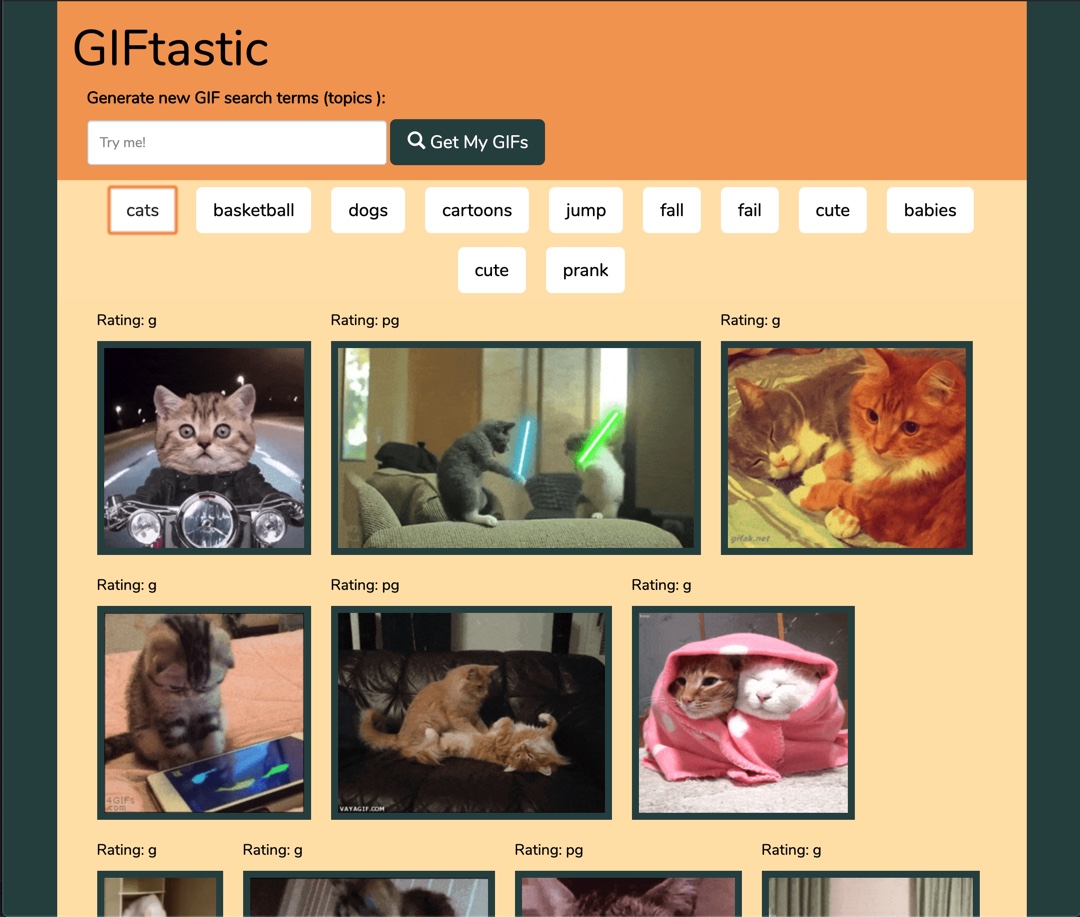 GIFtastic
Generate new GIF search terms (topics ):
Try me!
Get My GIFs
cats basketball dogs cartoons jump fall fail cute babies
cute prank
Rating: g Rating: pg Rating: g
gifak.net
Rating: g Rating: pg Rating: g
4GIFs
.com
VAYAGIF.COM
Rating: g Rating: g Rating: pg Rating: g